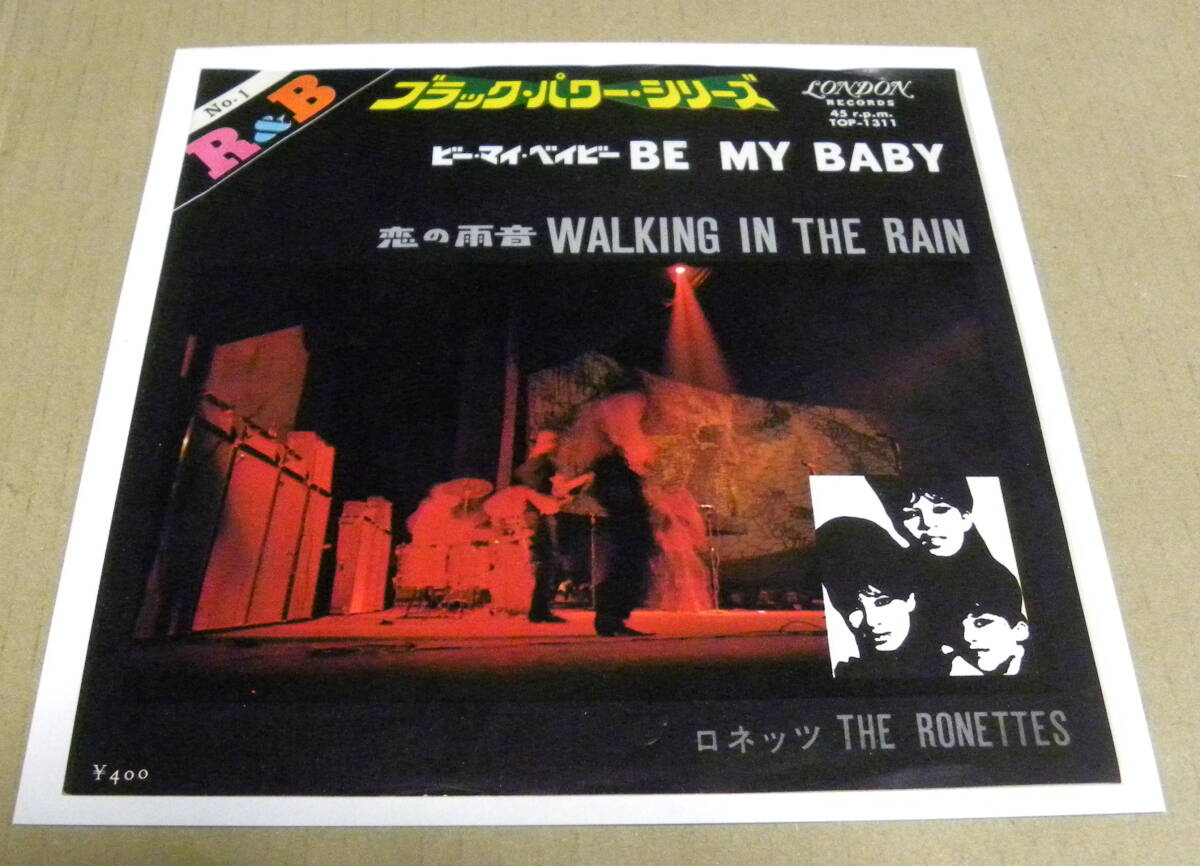 No. 1
R&B
ブラック・パワー・シリーズ
LONDON
RECORDS
45 r.p.m.
TOP-1311
ビー・マイ・ベイビー BE MY BABY
恋の雨音 WALKING IN THE RAIN
ロネッツ THE RONETTES
¥400